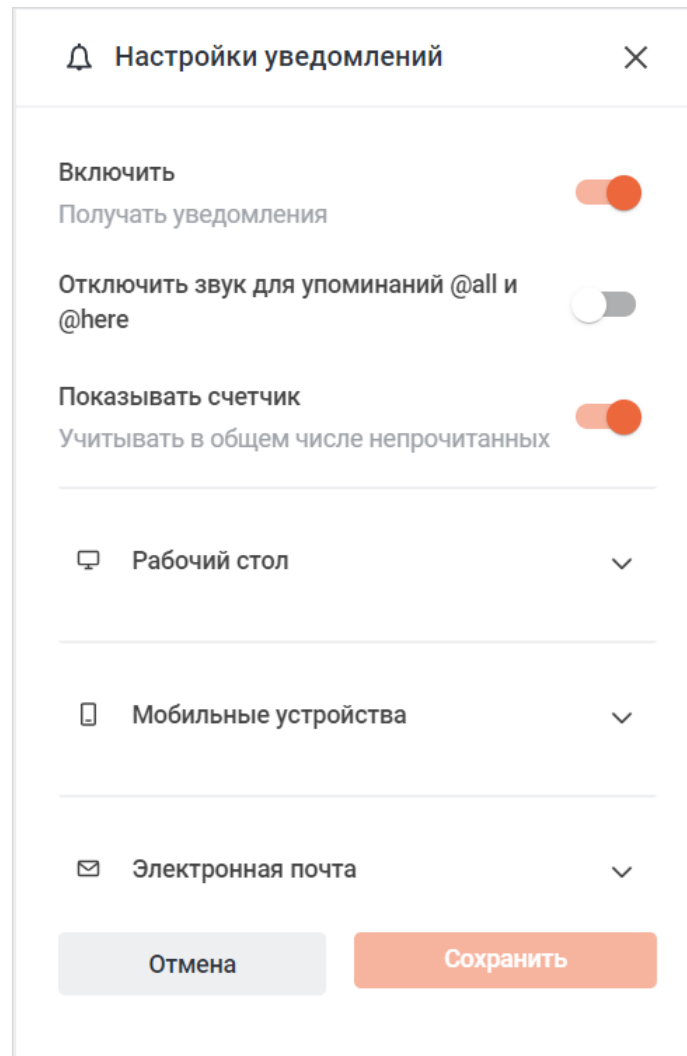 Настройки уведомлений
Включить
Получать уведомления
Отключить звук для упоминаний @all и
@here
Показывать счетчик
Учитывать в общем числе непрочитанных
Рабочий стол
Мобильные устройства
Электронная почта
Отмена
Сохранить